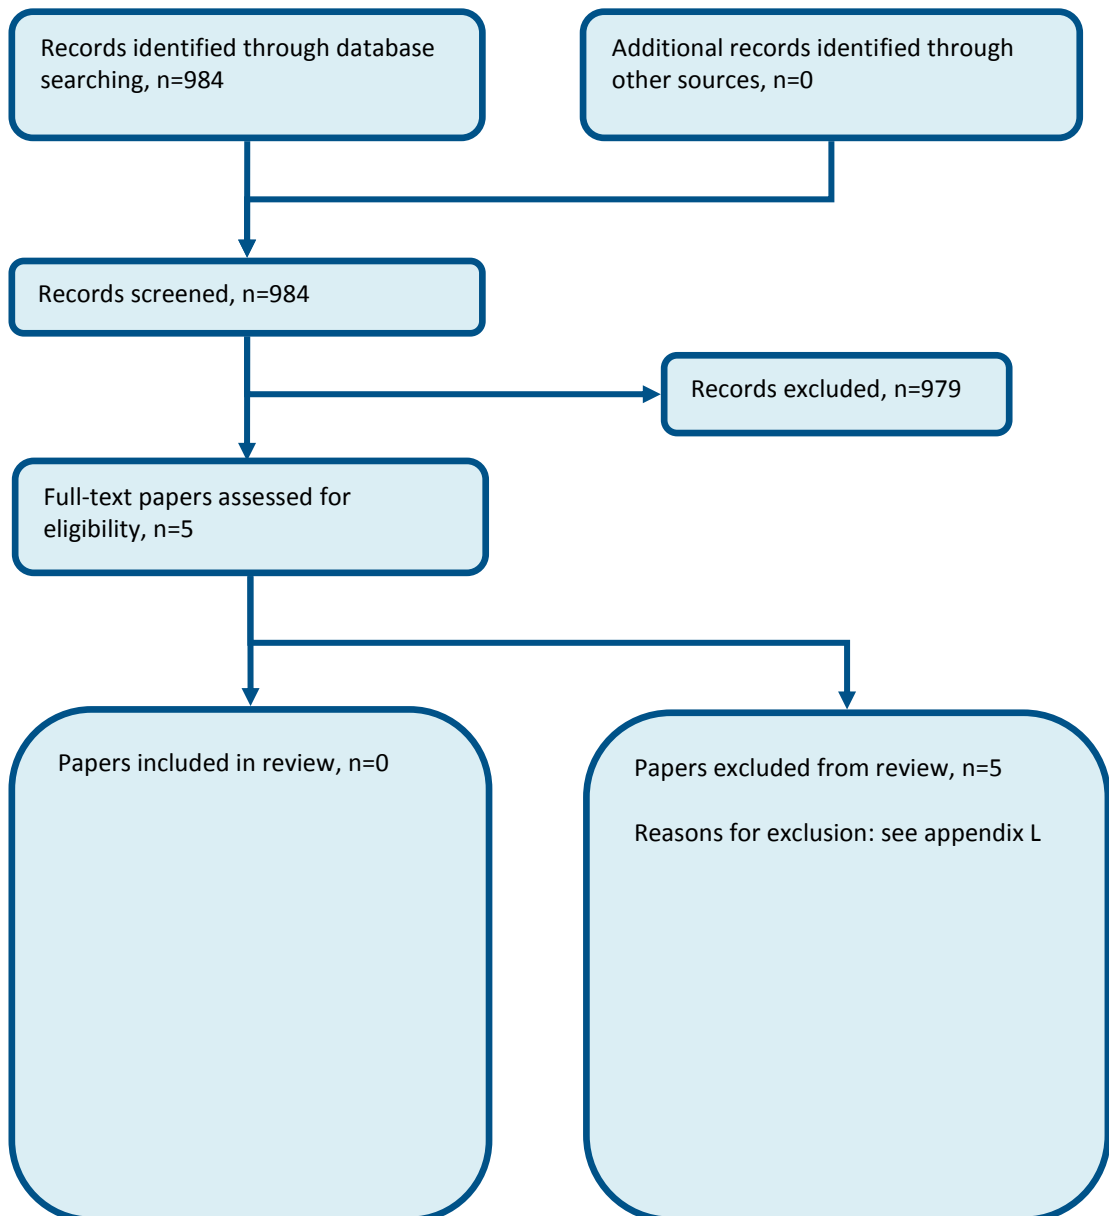 Records identified through database
searching, n=984
Additional records identified through
other sources, n=0
Records screened, n=984
Records excluded, n=979
Full-text papers assessed for
eligibility, n=5
Papers included in review, n=0
Papers excluded from review, n=5
Reasons for exclusion: see appendix L